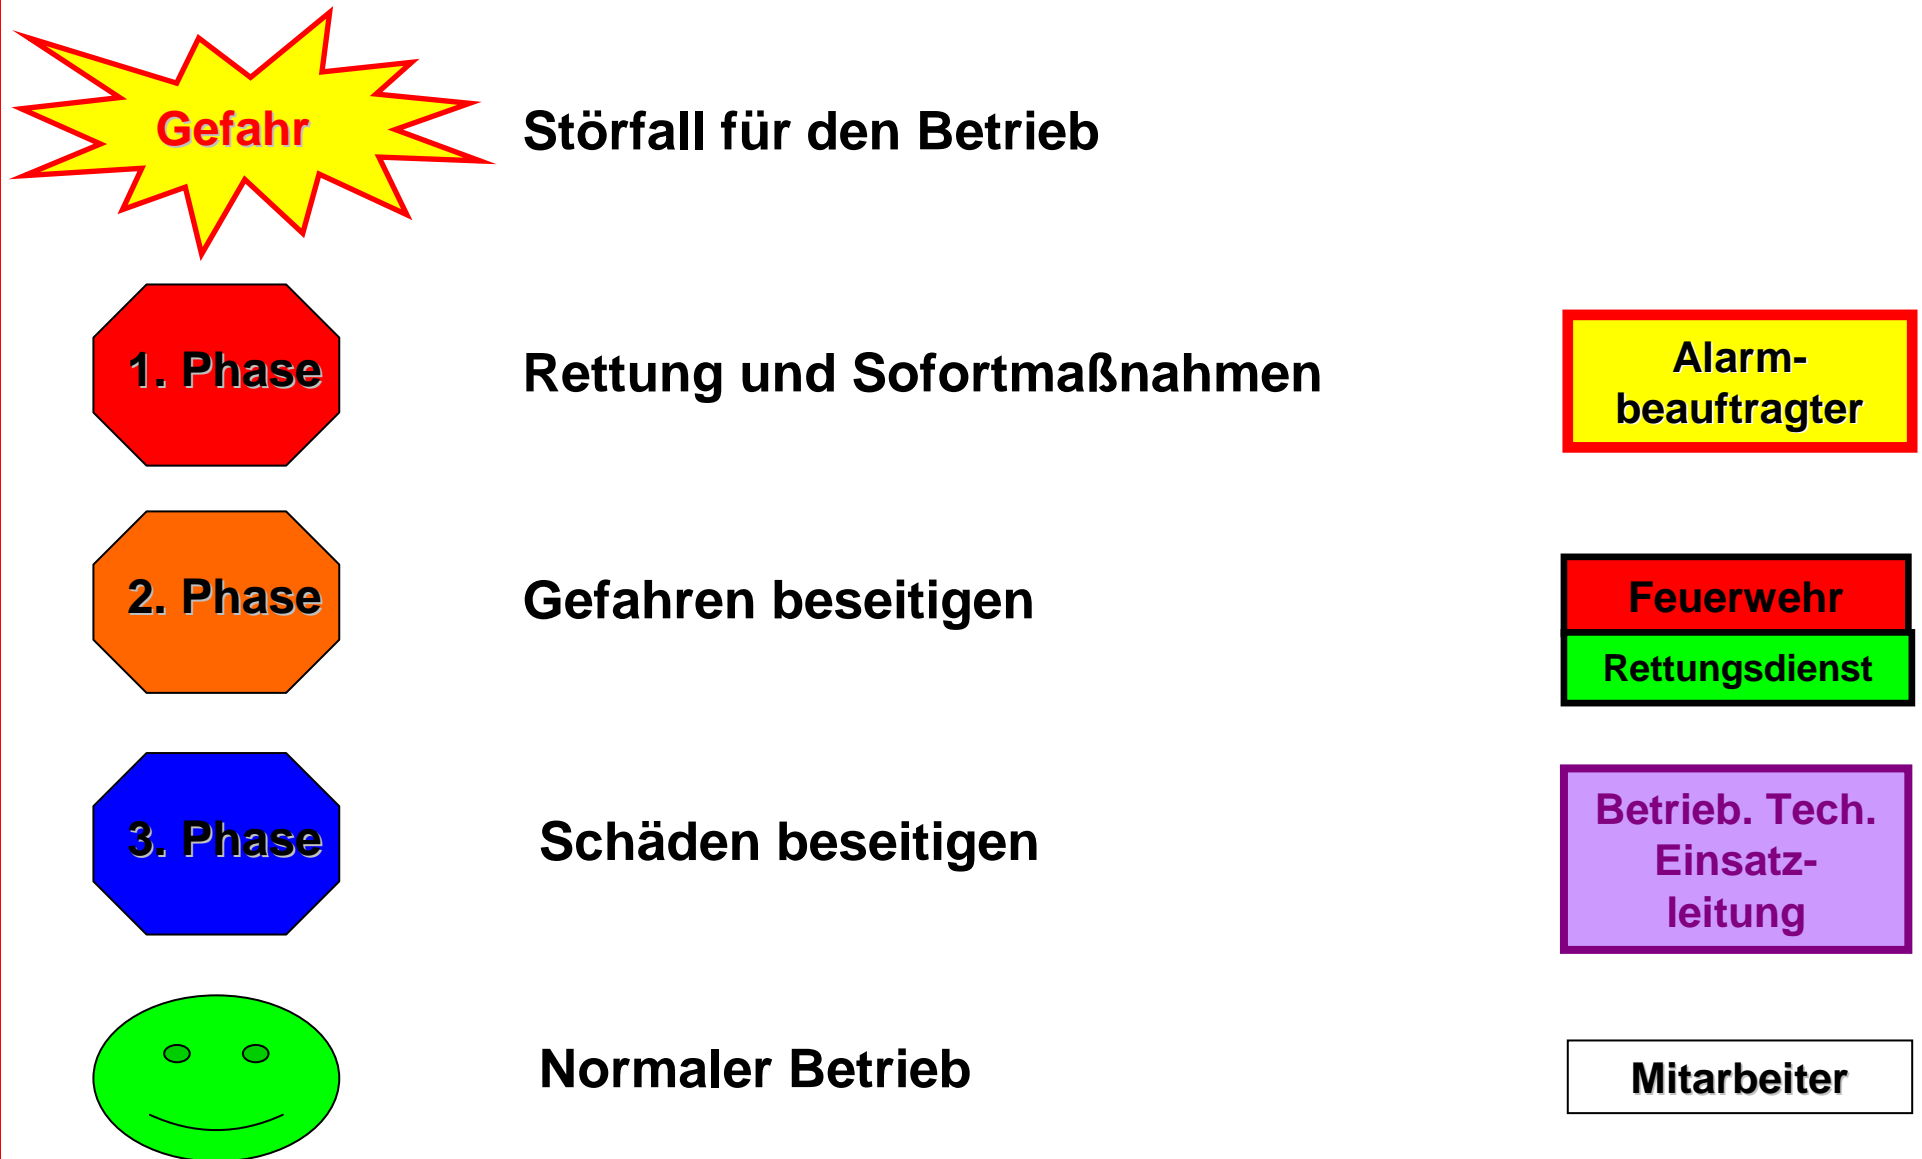 Gefahr
Störfall für den Betrieb
1. Phase
Rettung und Sofortmaßnahmen
Alarm-
beauftragter
2. Phase
Gefahren beseitigen
Feuerwehr
Rettungsdienst
3. Phase
Schäden beseitigen
Betrieb. Tech.
Einsatz-
leitung
Normaler Betrieb
Mitarbeiter